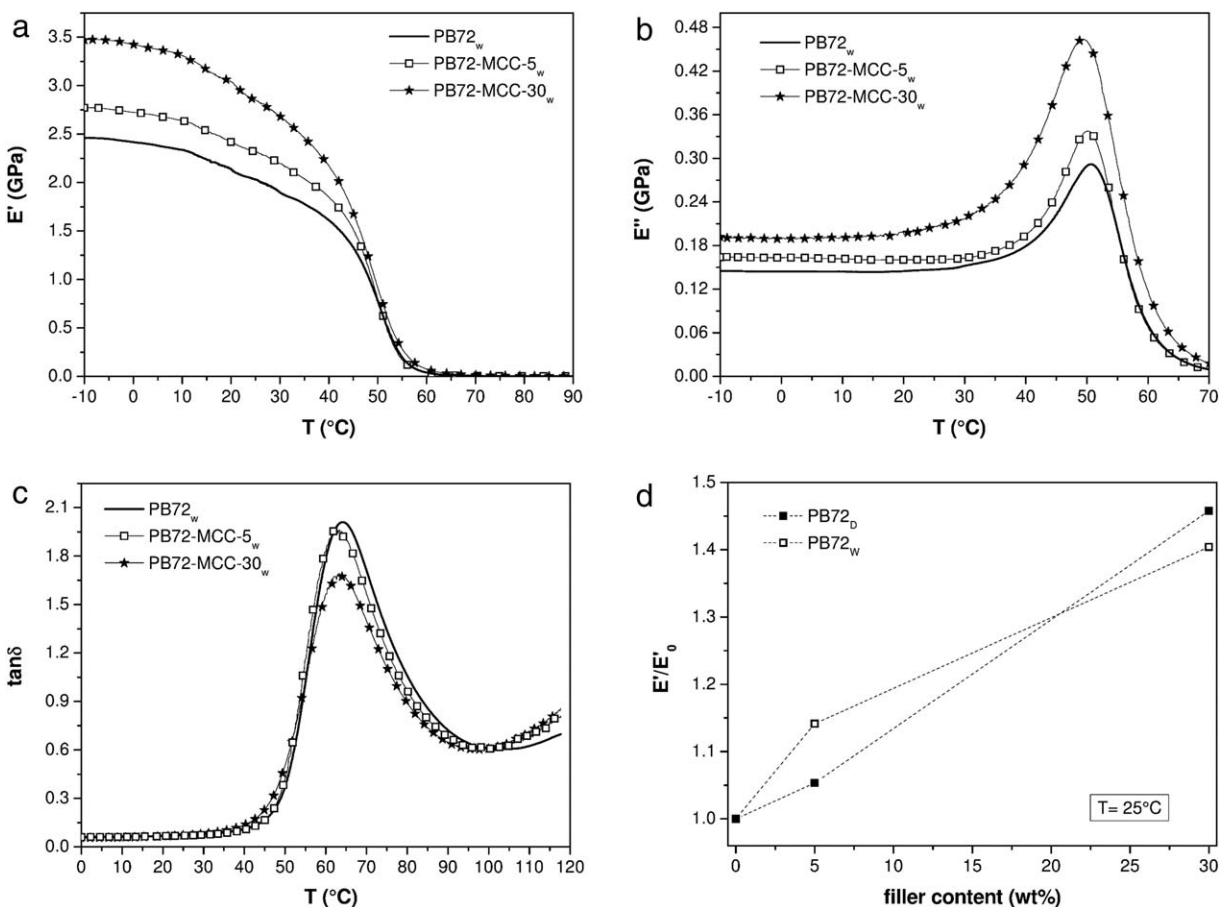 a
3.5
3.0
2.5
2.0
1.5
1.0
0.5
0.0
E' (GPa)
PB72w
PB72-MCC-5w
PB72-MCC-30w
-10 0 10 20 30 40 50 60 70 80 90
T (°C)
b
0.48
0.42
0.36
0.30
0.24
0.18
0.12
0.06
0.00
E'' (GPa)
PB72w
PB72-MCC-5w
PB72-MCC-30w
-10 0 10 20 30 40 50 60 70
T (°C)
c
2.1
1.8
1.5
1.2
0.9
0.6
0.3
0.0
tanδ
PB72w
PB72-MCC-5w
PB72-MCC-30w
0 10 20 30 40 50 60 70 80 90 100 110 120
T (°C)
d
1.5
1.4
1.3
1.2
1.1
1.0
E'/E'0
PB72D
PB72W
T= 25°C
0 5 10 15 20 25 30
filler content (wt%)